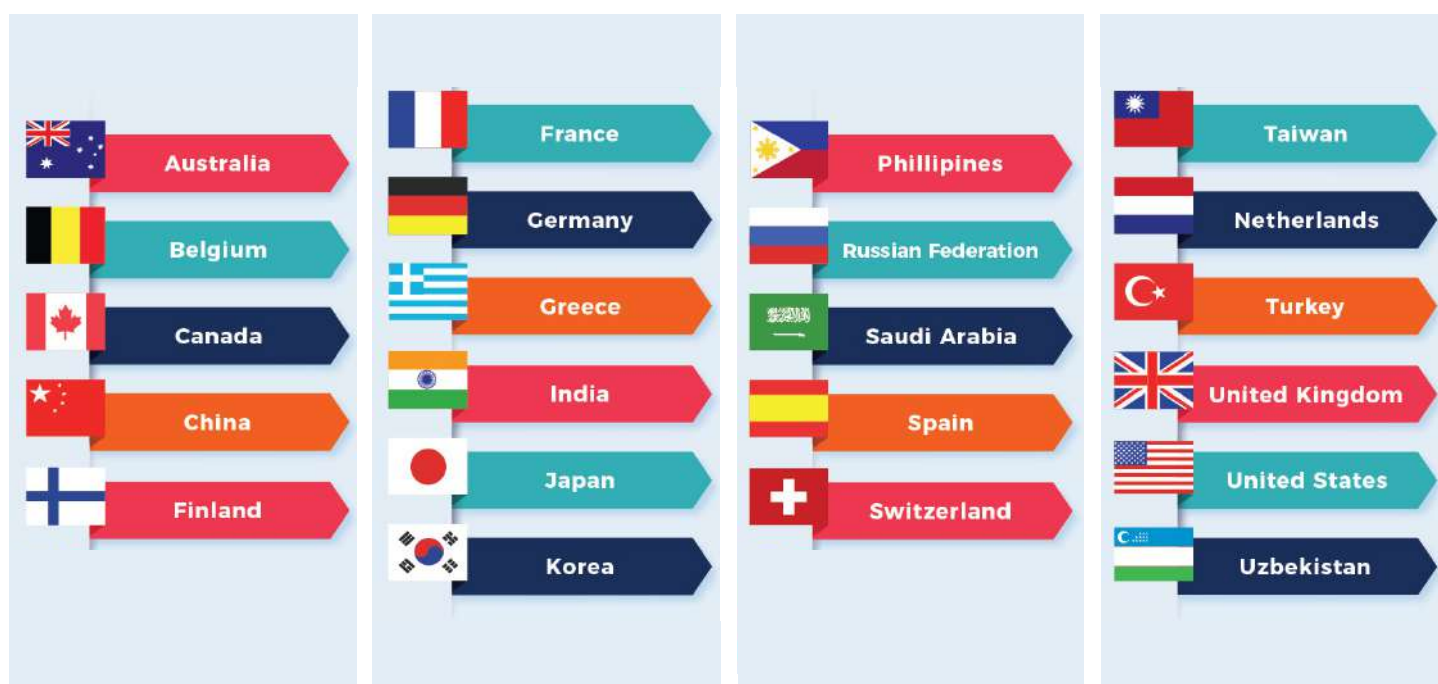 Australia
Belgium
Canada
China
Finland
France
Germany
Greece
India
Japan
Korea
Phillipines
Russian Federation
Saudi Arabia
Spain
Switzerland
Taiwan
Netherlands
Turkey
United Kingdom
United States
Uzbekistan